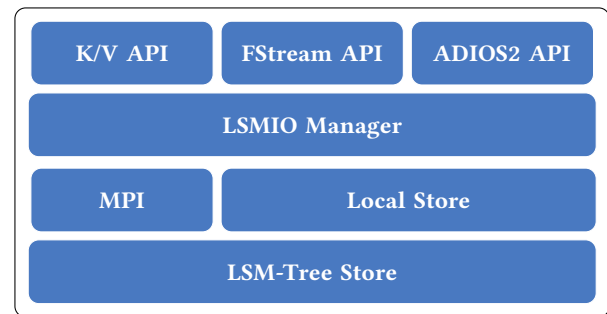 K/V API FStream API ADIOS2 API
LSMIO Manager
MPI Local Store
LSM-Tree Store